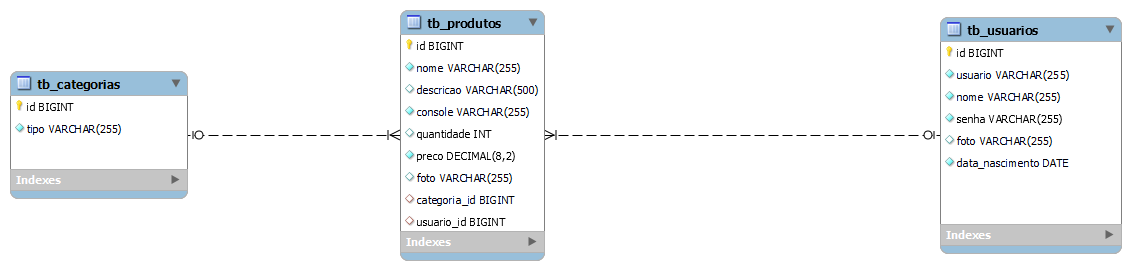 tb_categorias
id BIGINT
tipo VARCHAR(255)
Indexes
tb_produtos
id BIGINT
nome VARCHAR(255)
descricao VARCHAR(500)
console VARCHAR(255)
quantidade INT
preco DECIMAL(8,2)
foto VARCHAR(255)
categoria_id BIGINT
usuario_id BIGINT
Indexes
tb_usuarios
id BIGINT
usuario VARCHAR(255)
nome VARCHAR(255)
senha VARCHAR(255)
foto VARCHAR(255)
data_nascimento DATE
Indexes